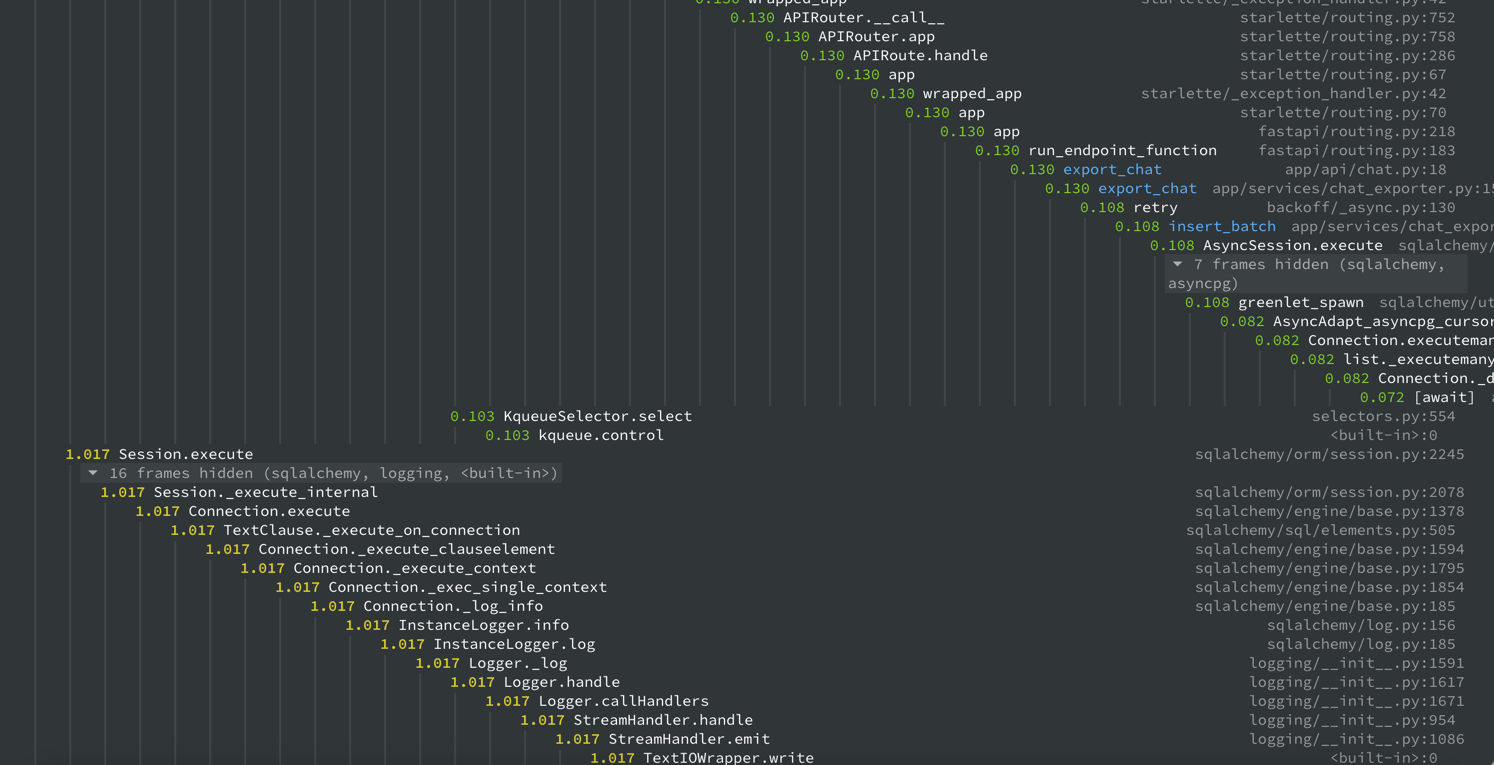 0.130 wrapped_app starlette/_exception_handler.py:42
0.130 APIRouter.__call__ starlette/routing.py:752
0.130 APIRouter.app starlette/routing.py:758
0.130 APIRoute.handle starlette/routing.py:286
0.130 app starlette/routing.py:67
0.130 wrapped_app starlette/_exception_handler.py:42
0.130 app starlette/routing.py:70
0.130 app fastapi/routing.py:218
0.130 run_endpoint_function fastapi/routing.py:183
0.130 export_chat app/api/chat.py:18
0.130 export_chat app/services/chat_exporter.py:15
0.108 retry backoff/_async.py:130
0.108 insert_batch app/services/chat_expor
0.108 AsyncSession.execute sqlalchemy/
7 frames hidden (sqlalchemy,
asyncpg)
0.108 greenlet_spawn sqlalchemy/ut
0.082 AsyncAdapt_asyncpg_cursor
0.082 Connection.executeman
0.082 list._executemany
0.082 Connection._d
0.072 [await]
0.103 KqueueSelector.select selectors.py:554
0.103 kqueue.control <built-in>:0
1.017 Session.execute sqlalchemy/orm/session.py:2245
16 frames hidden (sqlalchemy, logging, <built-in>)
1.017 Session._execute_internal sqlalchemy/orm/session.py:2078
1.017 Connection.execute sqlalchemy/engine/base.py:1378
1.017 TextClause._execute_on_connection sqlalchemy/sql/elements.py:505
1.017 Connection._execute_clauseelement sqlalchemy/engine/base.py:1594
1.017 Connection._execute_context sqlalchemy/engine/base.py:1795
1.017 Connection._exec_single_context sqlalchemy/engine/base.py:1854
1.017 Connection._log_info sqlalchemy/engine/base.py:185
1.017 InstanceLogger.info sqlalchemy/log.py:156
1.017 InstanceLogger.log sqlalchemy/log.py:185
1.017 Logger._log logging/__init__.py:1591
1.017 Logger.handle logging/__init__.py:1617
1.017 Logger.callHandlers logging/__init__.py:1671
1.017 StreamHandler.handle logging/__init__.py:954
1.017 StreamHandler.emit logging/__init__.py:1086
1.017 TextIOWrapper.write <built-in>:0